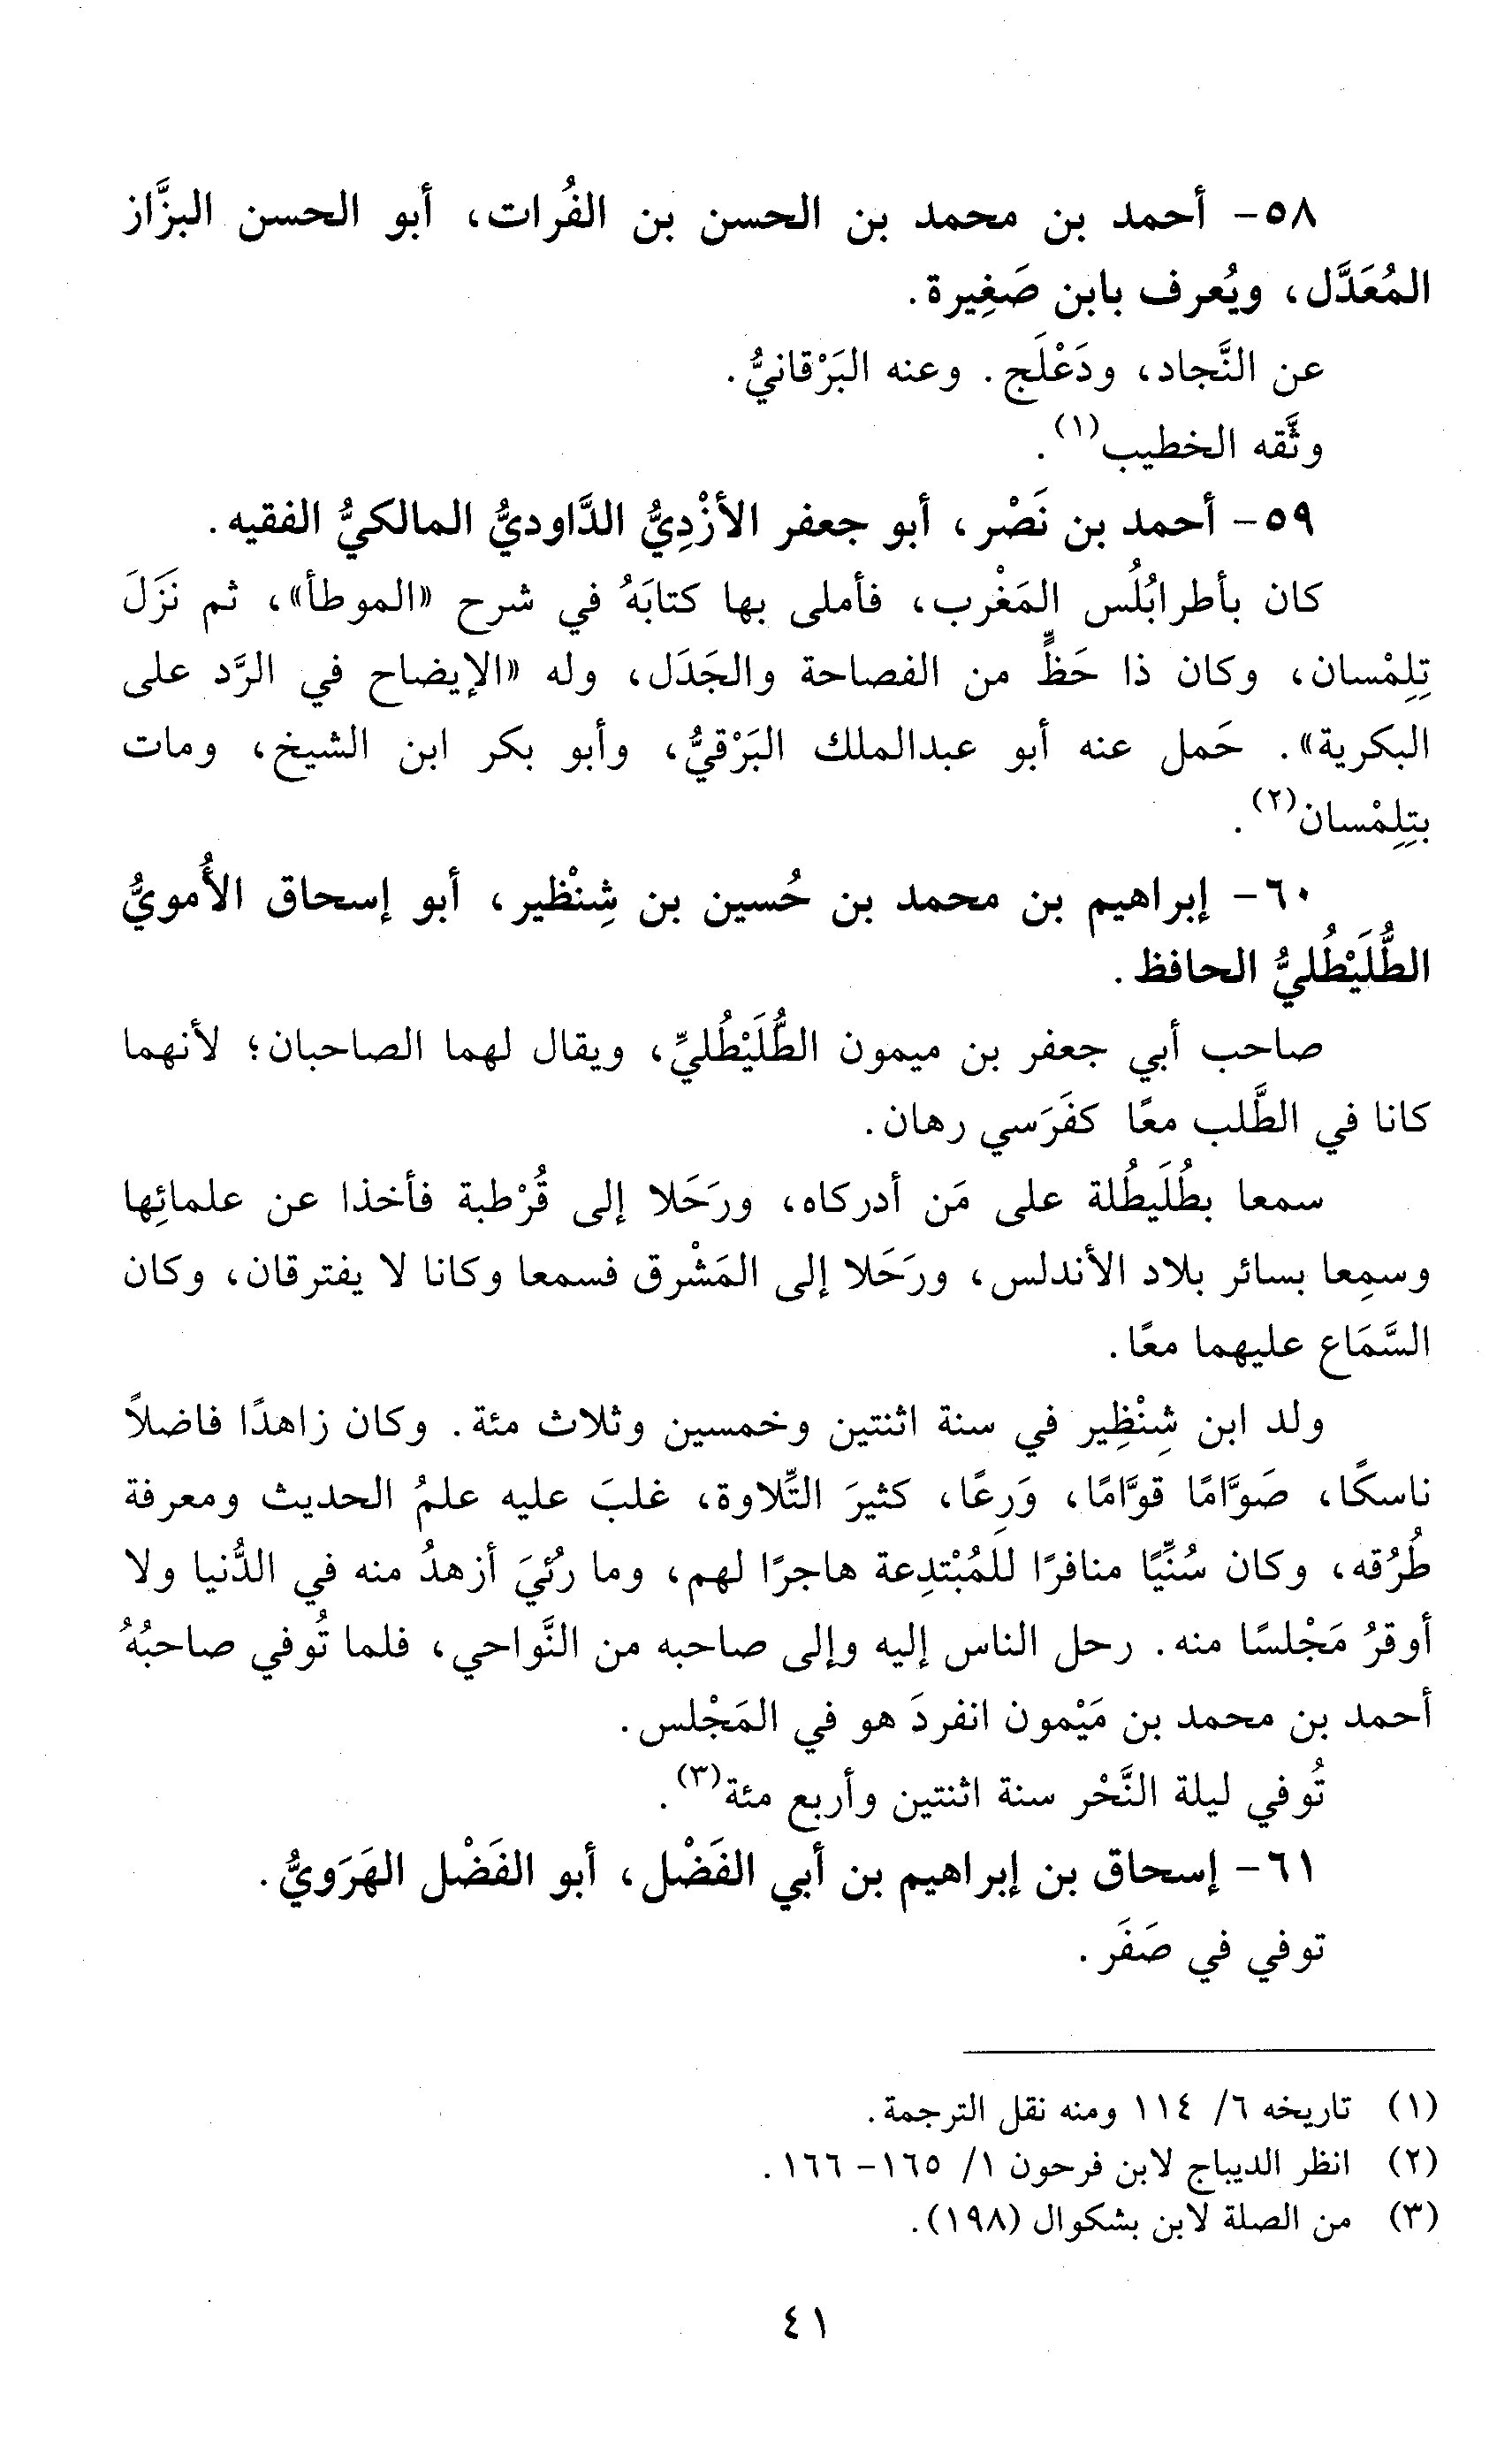 ٥٨- أحمد بن محمد بن الحسن بن الفُرات، أبو الحسن البزَّاز
المُعَدَّل، ويُعرف بابن صَغِيرة.
عن النَّجاد، ودَعْلَج. وعنه البَرْقانيُّ.
وثَّقه الخطيب(١).
٥٩- أحمد بن نَصْر، أبو جعفر الأزْدِيُّ الدَّاوديُّ المالكيُّ الفقيه.
كان بأطرابُلُس المَغْرب، فأملى بها كتابَهُ في شرح «الموطأ»، ثم نَزَلَ
تِلِمْسان، وكان ذا حَظٍّ من الفصاحة والجَدَل، وله «الإيضاح في الرَّد على
البكرية». حَمل عنه أبو عبدالملك البَرْقيُّ، وأبو بكر ابن الشيخ، ومات
بتِلِمْسان(٢).
٦٠- إبراهيم بن محمد بن حُسين بن شِنْظير، أبو إسحاق الأُمويُّ
الطُّلَيْطُليُّ الحافظ.
صاحب أبي جعفر بن ميمون الطُّلَيْطُليِّ، ويقال لهما الصاحبان؛ لأنهما
كانا في الطَّلب معًا كفَرَسي رهان.
سمعا بطُلَيطُلة على مَن أدركاه، ورَحَلا إلى قُرْطبة فأخذا عن علمائِها
وسمِعا بسائر بلاد الأندلس، ورَحَلا إلى المَشْرق فسمعا وكانا لا يفترقان، وكان
السَّمَاع عليهما معًا.
ولد ابن شِنْظِير في سنة اثنتين وخمسين وثلاث مئة. وكان زاهدًا فاضلاً
ناسكًا، صَوَّامًا قوَّامًا، وَرِعًا، كثيرَ التِّلاوة، غلبَ عليه علمُ الحديث ومعرفة
طُرُقه، وكان سُنِّيًا منافرًا للمُبْتدِعة هاجرًا لهم، وما رُئيَ أزهدُ منه في الدُّنيا ولا
أوقرُ مَجْلسًا منه. رحل الناس إليه وإلى صاحبه من النَّواحي، فلما تُوفي صاحبُهُ
أحمد بن محمد بن مَيْمون انفردَ هو في المَجْلس.
تُوفي ليلة النَّحْر سنة اثنتين وأربع مئة(٣).
٦١- إسحاق بن إبراهيم بن أبي الفَضْل، أبو الفَضْل الهَرَويُّ.
توفي في صَفَر.
(١) تاريخه ٦/ ١١٤ ومنه نقل الترجمة.
(٢) انظر الديباج لابن فرحون ١/ ١٦٥- ١٦٦.
(٣) من الصلة لابن بشكوال (١٩٨).
٤١